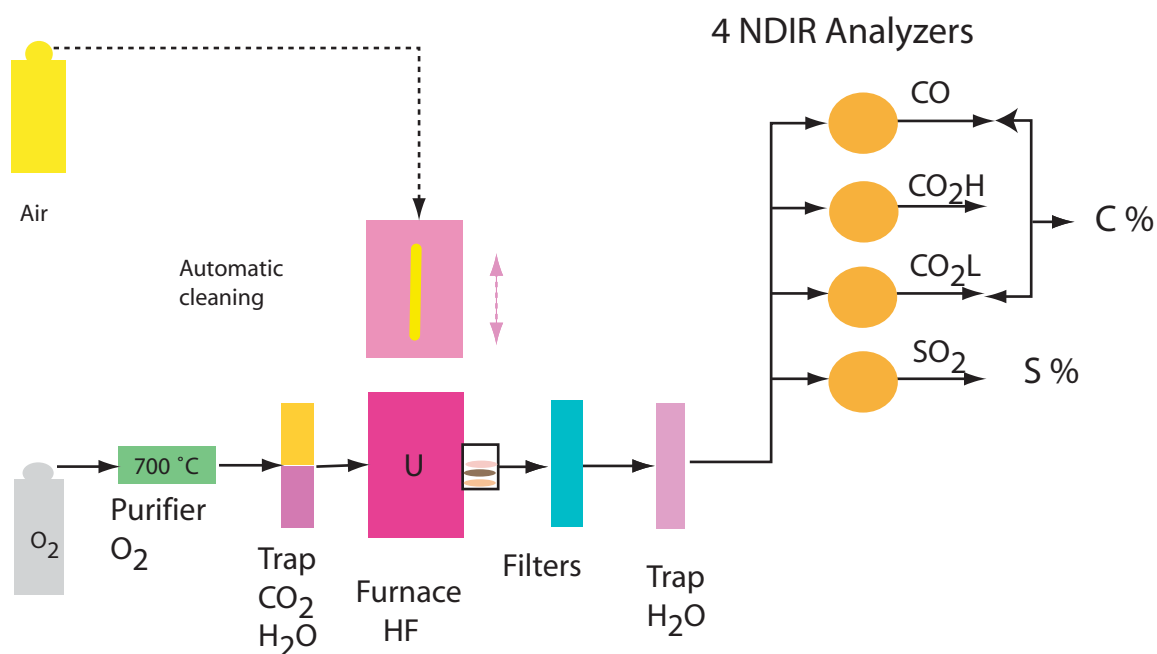 4 NDIR Analyzers
CO
CO2H
C %
CO2L
SO2
S %
Air
Automatic
cleaning
O2
700 ˚C
Purifier
O2
Trap
CO2
H2O
U
Furnace
HF
Filters
Trap
H2O